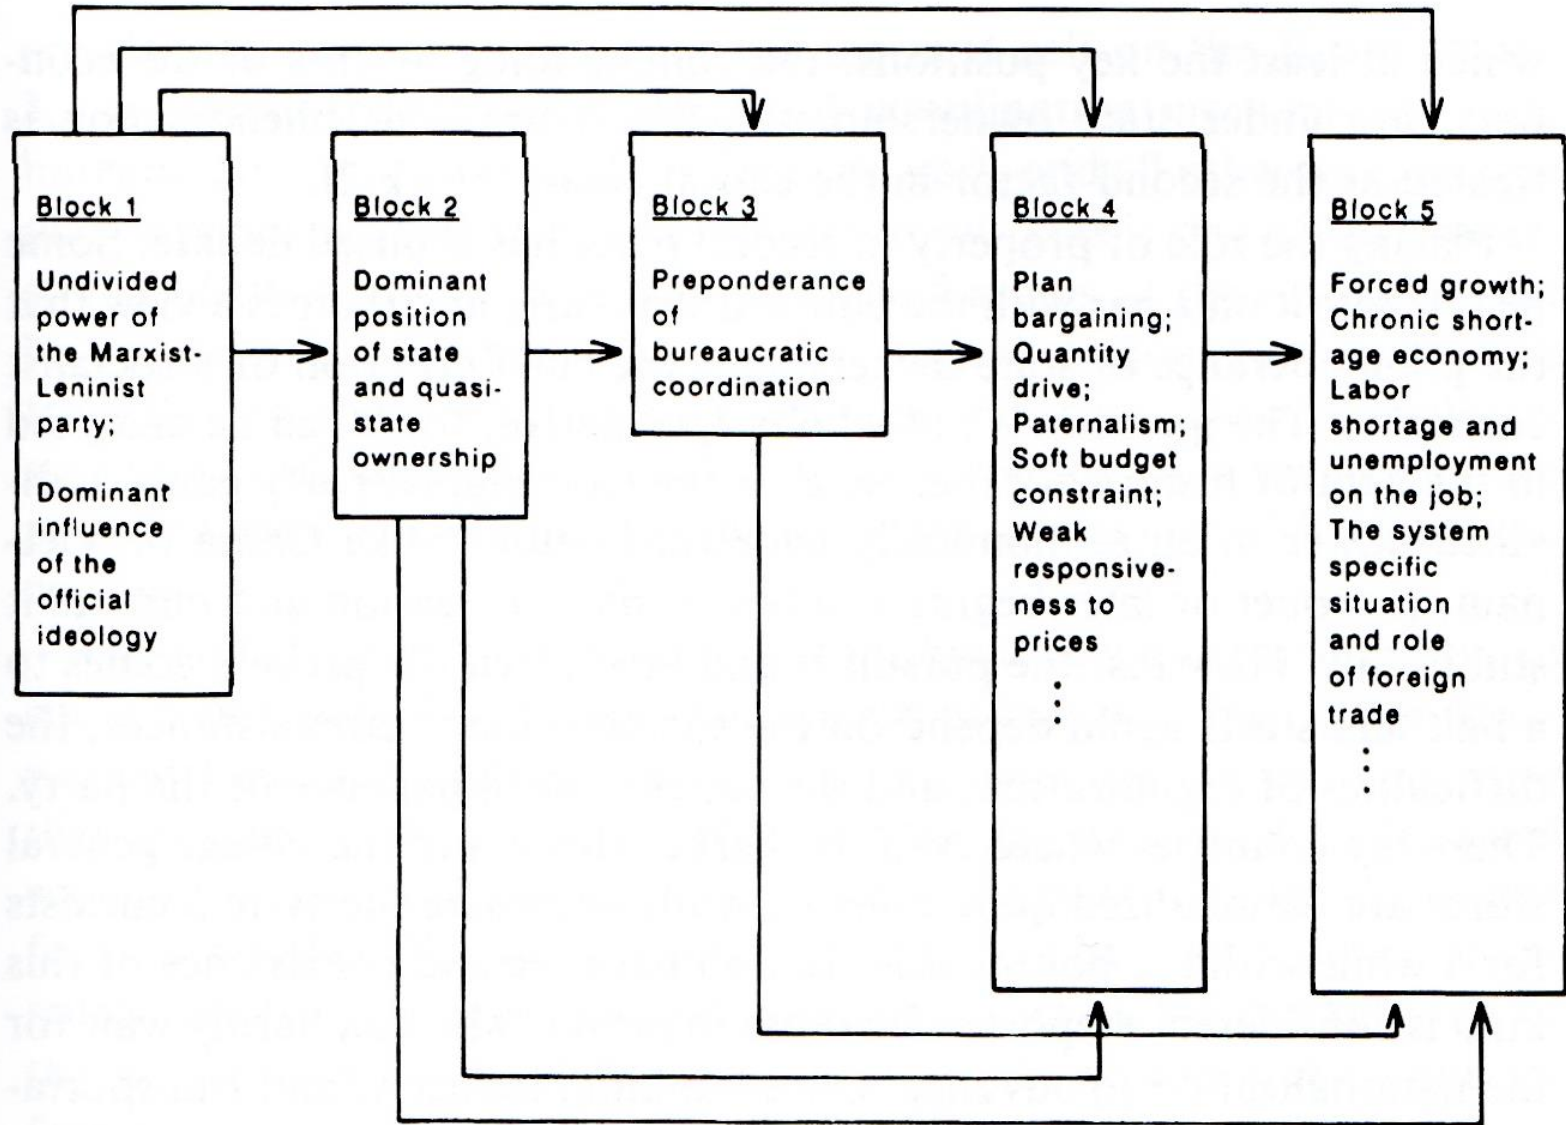 Block 1
Undivided
power of
the Marxist-
Leninist
party;
Dominant
influence
of the
official
ideology
Block 2
Dominant
position
of state
and quasi-
state
ownership
Block 3
Preponderance
of
bureaucratic
coordination
Block 4
Plan
bargaining;
Quantity
drive;
Paternalism;
Soft budget
constraint;
Weak
responsive-
ness to
prices
Block 5
Forced growth;
Chronic short-
age economy;
Labor
shortage and
unemployment
on the job;
The system
specific
situation
and role
of foreign
trade